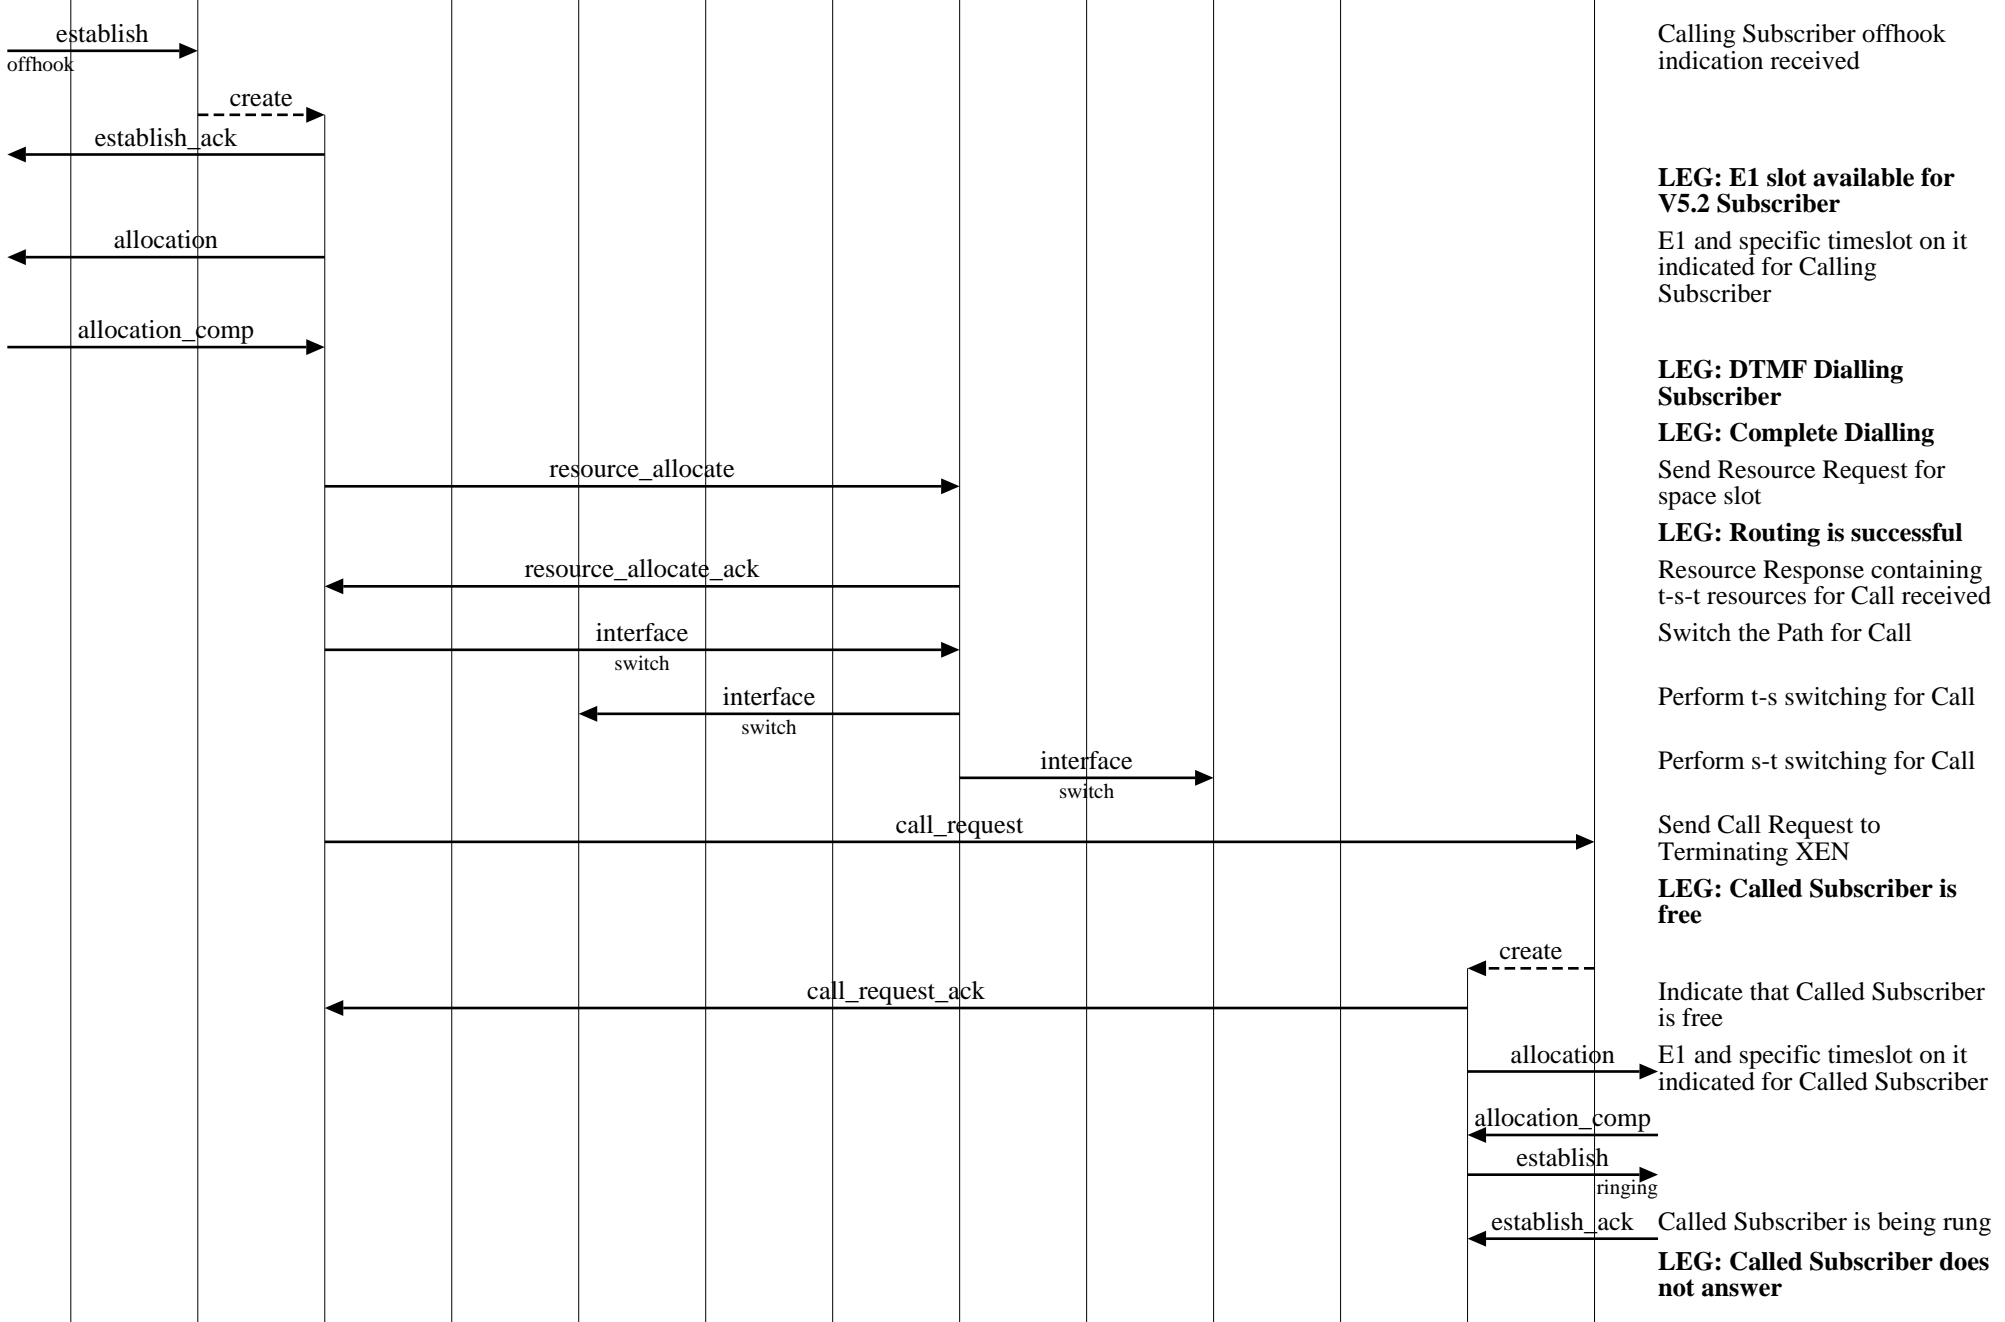 establish
Calling Subscriber offhook
offhook
indication received
create
establish_ack
LEG: E1 slot available for
V5.2 Subscriber
allocation
E1 and specific timeslot on it
indicated for Calling
Subscriber
allocation_comp
LEG: DTMF Dialling
Subscriber
LEG: Complete Dialling
resource_allocate
Send Resource Request for
space slot
LEG: Routing is successful
resource_allocate_ack
Resource Response containing
t-s-t resources for Call received
interface
Switch the Path for Call
switch
interface
Perform t-s switching for Call
switch
interface
Perform s-t switching for Call
switch
call_request
Send Call Request to
Terminating XEN
LEG: Called Subscriber is
free
create
call_request_ack
Indicate that Called Subscriber
is free
allocation
E1 and specific timeslot on it
indicated for Called Subscriber
allocation_comp
establish
ringing
establish_ack
Called Subscriber is being rung
LEG: Called Subscriber does
not answer